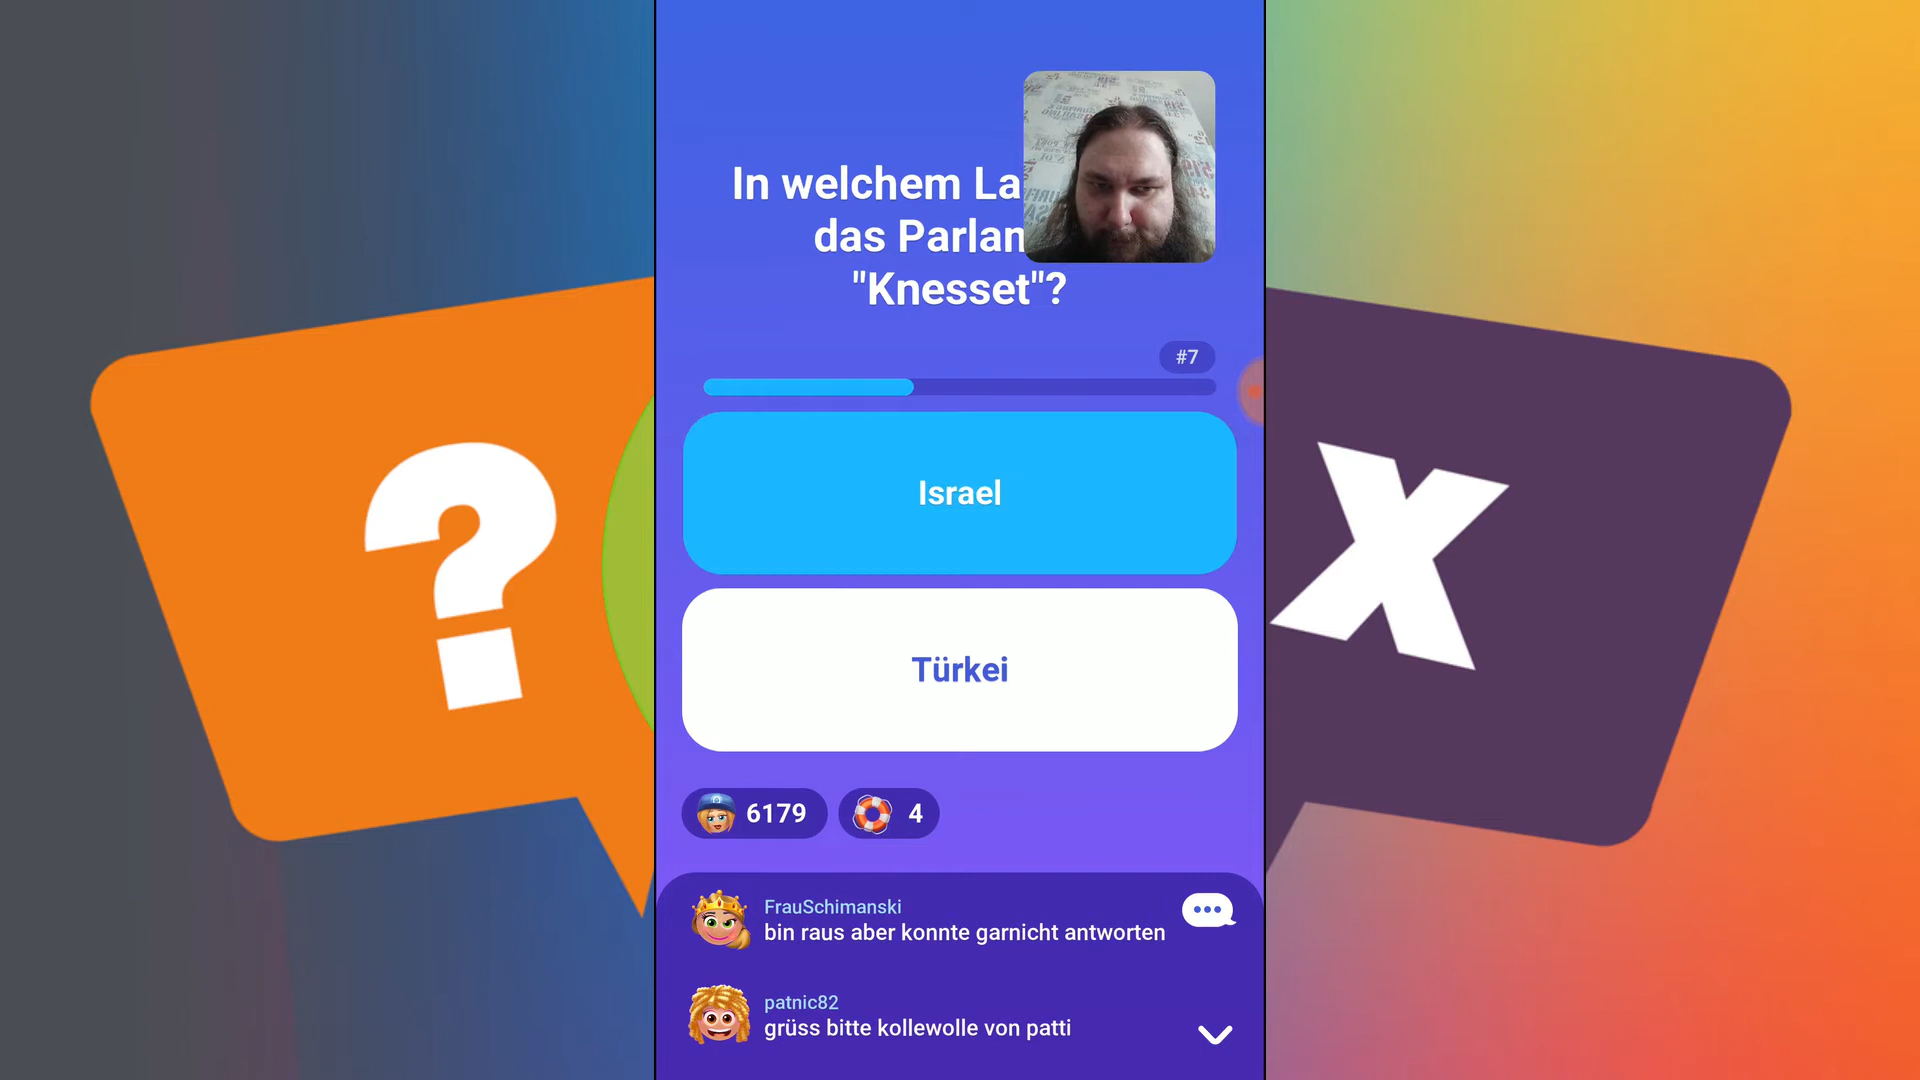 In welchem La
das Parlan
"Knesset"?
#7
Israel
Türkei
6179
4
FrauSchimanski
bin raus aber konnte garnicht antworten
patnic82
grüss bitte kollewolle von patti
?
X